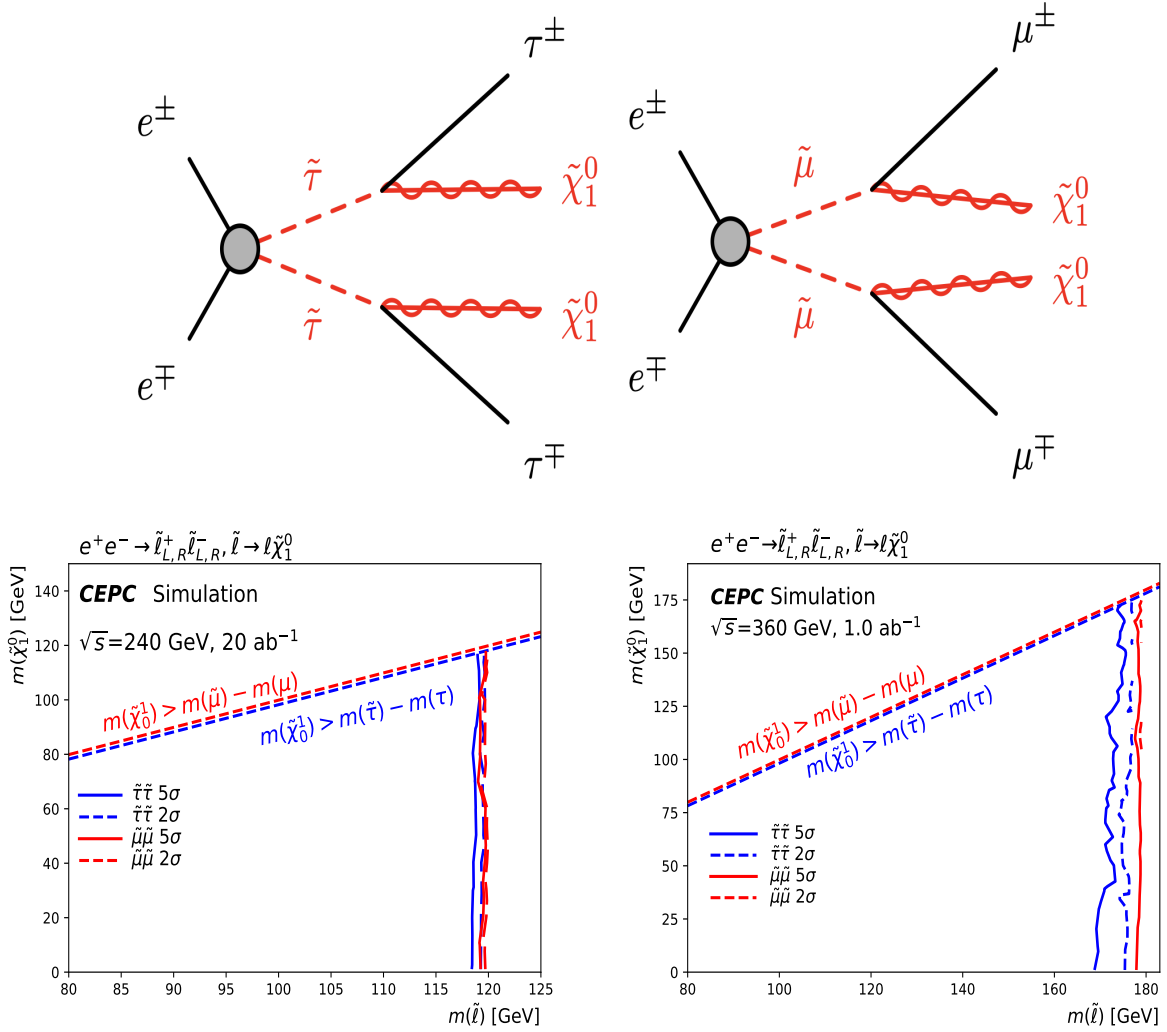 τ±
e±
τ̃
χ̃⁰₁
χ̃⁰₁
τ̃
e∓
τ∓
μ±
e±
μ̃
χ̃⁰₁
χ̃⁰₁
μ̃
e∓
μ∓
e⁺e⁻→ℓ̃⁺L,Rℓ̃⁻L,R, ℓ̃→ℓχ̃⁰₁
m(χ̃⁰₁) [GeV]
CEPC Simulation
√s=240 GeV, 20 ab⁻¹
m(χ̃¹₀) > m(μ̃) − m(μ)
m(χ̃¹₀) > m(τ̃) − m(τ)
τ̃τ̃ 5σ
τ̃τ̃ 2σ
μ̃μ̃ 5σ
μ̃μ̃ 2σ
140
120
100
80
60
40
20
0
80 85 90 95 100 105 110 115 120 125
m(ℓ̃) [GeV]
e⁺e⁻→ℓ̃⁺L,Rℓ̃⁻L,R, ℓ̃→ℓχ̃⁰₁
m(χ̃⁰₁) [GeV]
CEPC Simulation
√s=360 GeV, 1.0 ab⁻¹
m(χ̃¹₀) > m(μ̃) − m(μ)
m(χ̃¹₀) > m(τ̃) − m(τ)
τ̃τ̃ 5σ
τ̃τ̃ 2σ
μ̃μ̃ 5σ
μ̃μ̃ 2σ
175
150
125
100
75
50
25
0
80 100 120 140 160 180
m(ℓ̃) [GeV]